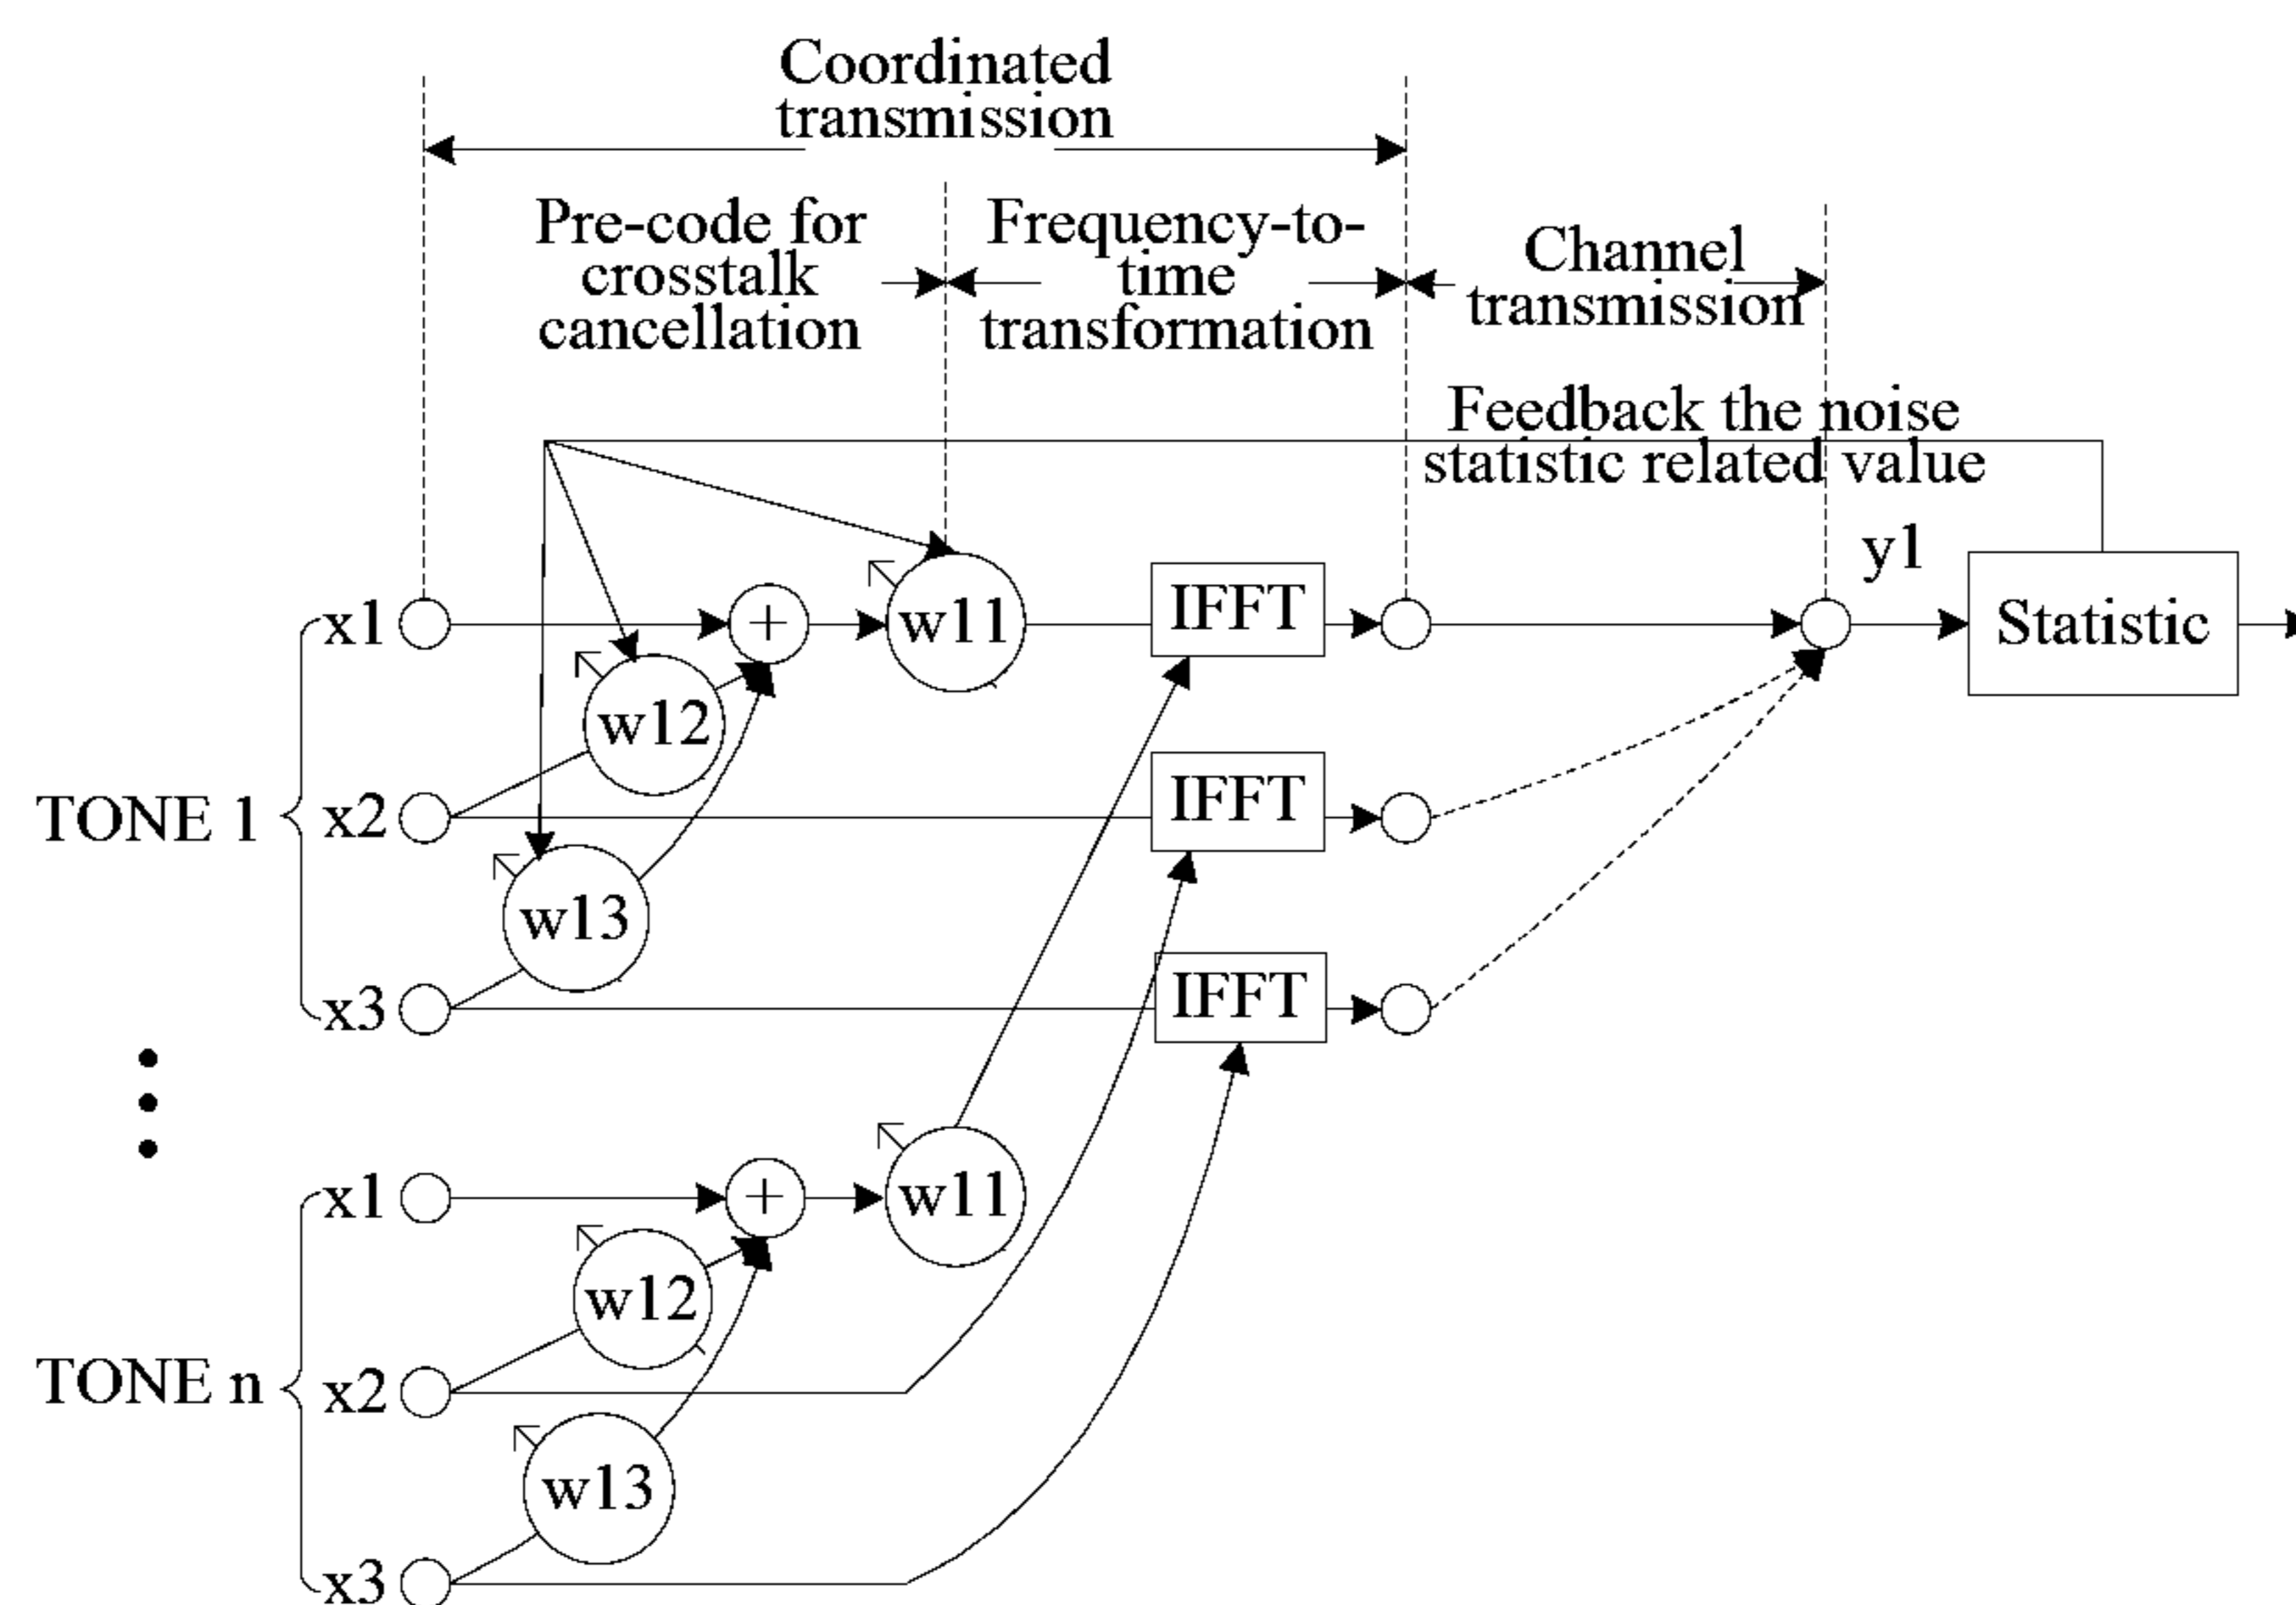 Coordinated
transmission
Pre-code for
crosstalk
cancellation
Frequency-to-
time
transformation
Channel
transmission
Feedback the noise
statistic related value
y1
x1
+
w11
IFFT
Statistic
w12
TONE 1
x2
IFFT
w13
x3
IFFT
x1
+
w11
w12
TONE n
x2
w13
x3